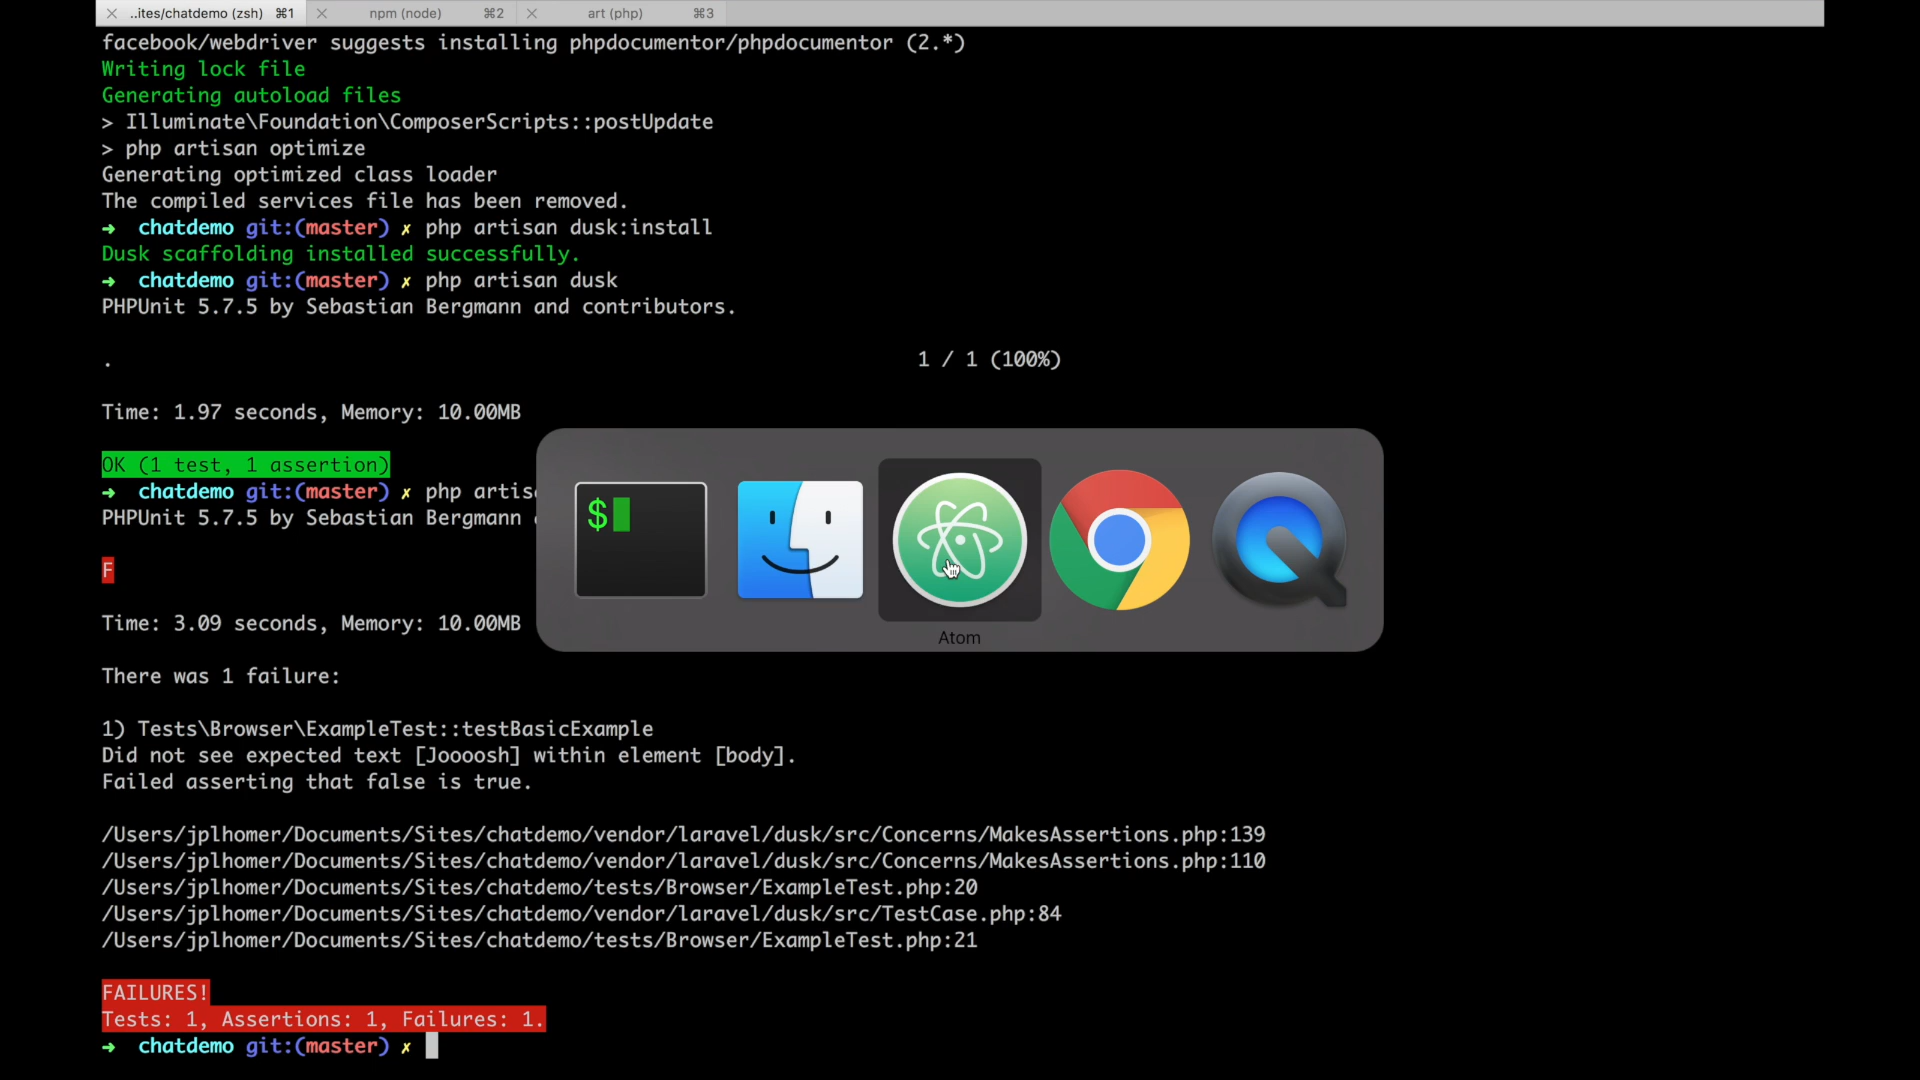 ..ites/chatdemo (zsh) ⌘1 npm (node) ⌘2 art (php) ⌘3
facebook/webdriver suggests installing phpdocumentor/phpdocumentor (2.*)
Writing lock file
Generating autoload files
> Illuminate\Foundation\ComposerScripts::postUpdate
> php artisan optimize
Generating optimized class loader
The compiled services file has been removed.
➜ chatdemo git:(master) ✗ php artisan dusk:install
Dusk scaffolding installed successfully.
➜ chatdemo git:(master) ✗ php artisan dusk
PHPUnit 5.7.5 by Sebastian Bergmann and contributors.
. 1 / 1 (100%)
Time: 1.97 seconds, Memory: 10.00MB
OK (1 test, 1 assertion)
➜ chatdemo git:(master) ✗ php artis
PHPUnit 5.7.5 by Sebastian Bergmann
$
F
Time: 3.09 seconds, Memory: 10.00MB
Atom
There was 1 failure:
1) Tests\Browser\ExampleTest::testBasicExample
Did not see expected text [Joooosh] within element [body].
Failed asserting that false is true.
/Users/jplhomer/Documents/Sites/chatdemo/vendor/laravel/dusk/src/Concerns/MakesAssertions.php:139
/Users/jplhomer/Documents/Sites/chatdemo/vendor/laravel/dusk/src/Concerns/MakesAssertions.php:110
/Users/jplhomer/Documents/Sites/chatdemo/tests/Browser/ExampleTest.php:20
/Users/jplhomer/Documents/Sites/chatdemo/vendor/laravel/dusk/src/TestCase.php:84
/Users/jplhomer/Documents/Sites/chatdemo/tests/Browser/ExampleTest.php:21
FAILURES!
Tests: 1, Assertions: 1, Failures: 1.
➜ chatdemo git:(master) ✗